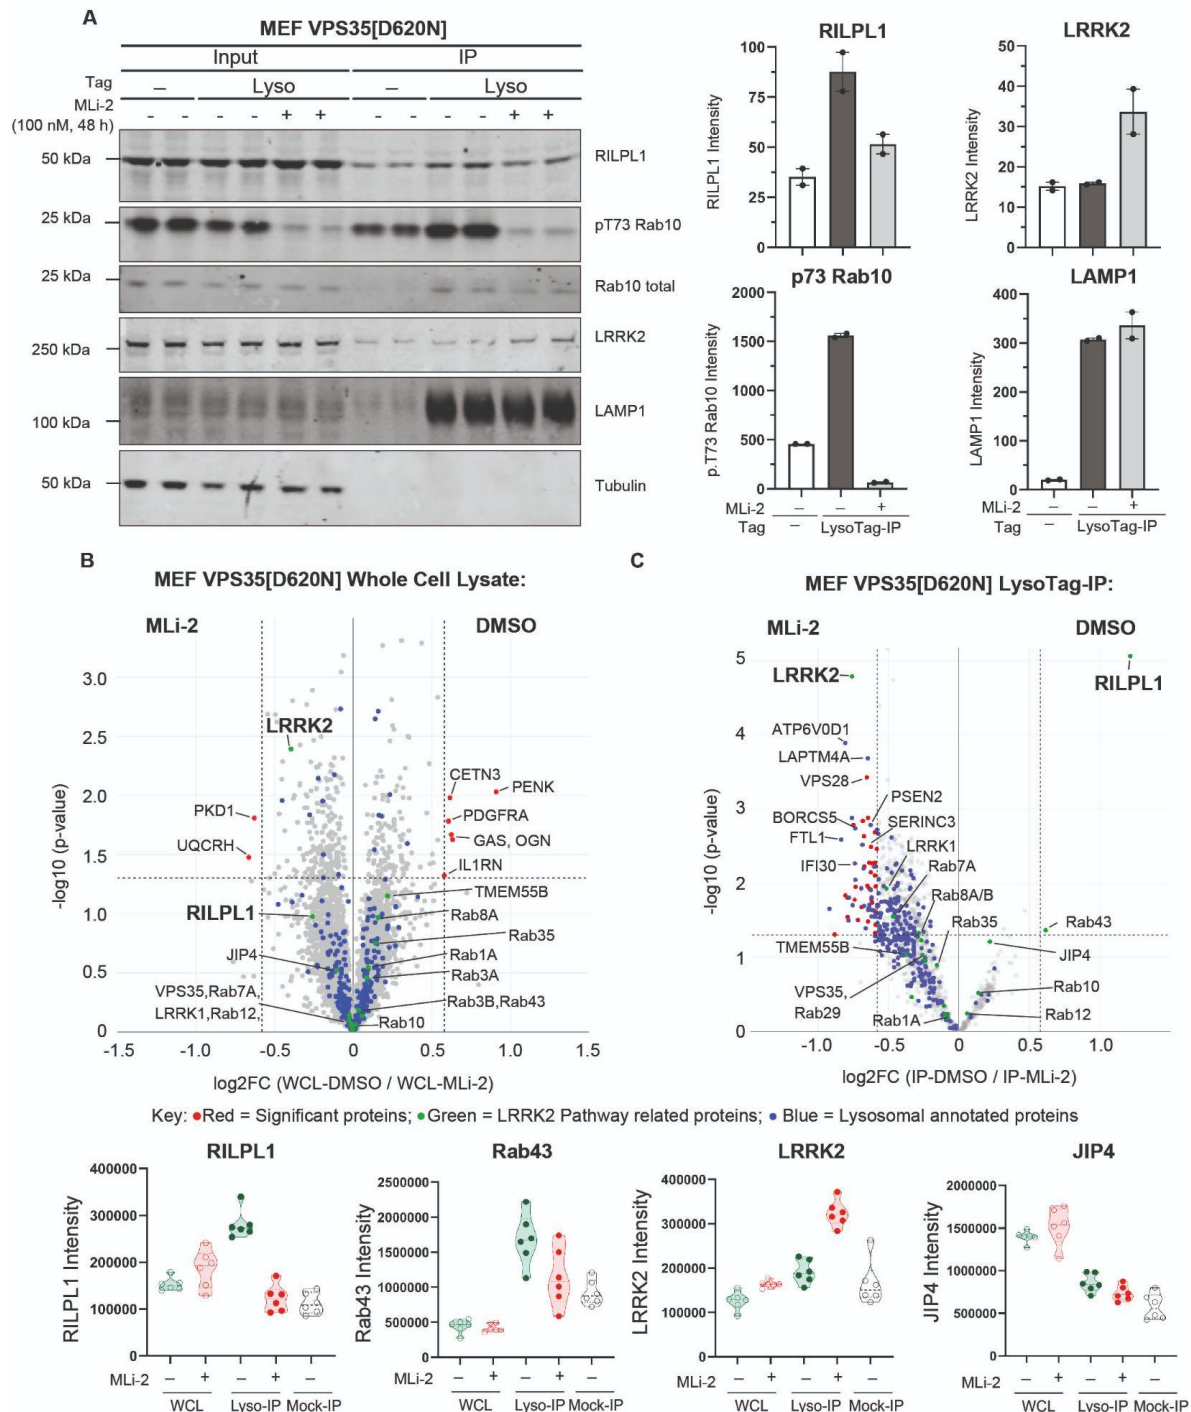 A
MEF VPS35[D620N]
Input IP
Tag – Lyso – Lyso
MLi-2 (100 nM, 48 h) - - - - + + - - - - + +
50 kDa RILPL1
25 kDa pT73 Rab10
25 kDa Rab10 total
250 kDa LRRK2
100 kDa LAMP1
50 kDa Tubulin
RILPL1
RILPL1 Intensity
100
75
50
25
0
LRRK2
LRRK2 Intensity
50
40
30
20
10
0
p73 Rab10
p.T73 Rab10 Intensity
2000
1500
1000
500
0
MLi-2 – – +
Tag – LysoTag-IP
LAMP1
LAMP1 Intensity
400
300
200
100
0
MLi-2 – – +
Tag – LysoTag-IP
B
MEF VPS35[D620N] Whole Cell Lysate:
MLi-2 DMSO
-log10 (p-value)
3.0
2.5
2.0
1.5
1.0
0.5
0
LRRK2
CETN3
PENK
PKD1
PDGFRA
UQCRH
GAS, OGN
IL1RN
TMEM55B
RILPL1
Rab8A
Rab35
JIP4
Rab1A
Rab3A
VPS35,Rab7A,
LRRK1,Rab12,
Rab3B,Rab43
Rab10
-1.5 -1.0 -0.5 0 0.5 1.0 1.5
log2FC (WCL-DMSO / WCL-MLi-2)
C
MEF VPS35[D620N] LysoTag-IP:
MLi-2 DMSO
-log10 (p-value)
5
4
3
2
1
0
LRRK2
RILPL1
ATP6V0D1
LAPTM4A
VPS28
PSEN2
BORCS5
SERINC3
FTL1
LRRK1
IFI30
Rab7A
Rab8A/B
Rab35
Rab43
TMEM55B
JIP4
VPS35,
Rab29
Rab10
Rab1A
Rab12
-1.0 -0.5 0 0.5 1.0
log2FC (IP-DMSO / IP-MLi-2)
Key: Red = Significant proteins; Green = LRRK2 Pathway related proteins; Blue = Lysosomal annotated proteins
RILPL1
RILPL1 Intensity
400000
300000
200000
100000
0
MLi-2 – + – + –
WCL Lyso-IP Mock-IP
Rab43
Rab43 Intensity
2500000
2000000
1500000
1000000
500000
0
MLi-2 – + – + –
WCL Lyso-IP Mock-IP
LRRK2
LRRK2 Intensity
400000
300000
200000
100000
0
MLi-2 – + – + –
WCL Lyso-IP Mock-IP
JIP4
JIP4 Intensity
2000000
1500000
1000000
500000
0
MLi-2 – + – + –
WCL Lyso-IP Mock-IP